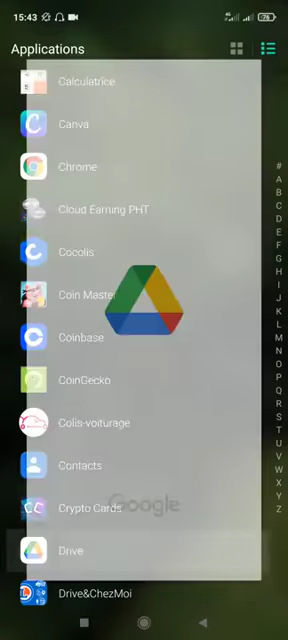 15:43
76
Applications
Calculatrice
Canva
Chrome
Cloud Earning PHT
Cocolis
Coin Master
Coinbase
CoinGecko
Colis-voiturage
Contacts
Google
Crypto Cards
Drive
Drive&ChezMoi
#
A
B
C
D
E
F
G
H
I
J
K
L
M
N
O
P
Q
R
S
T
U
V
W
X
Y
Z